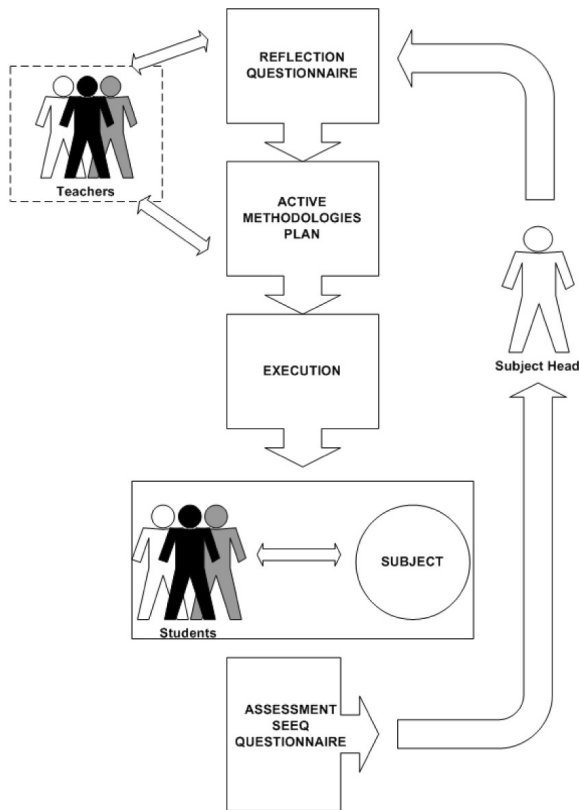 REFLECTION
QUESTIONNAIRE
Teachers
ACTIVE
METHODOLOGIES
PLAN
Subject Head
EXECUTION
SUBJECT
Students
ASSESSMENT
SEEQ
QUESTIONNAIRE